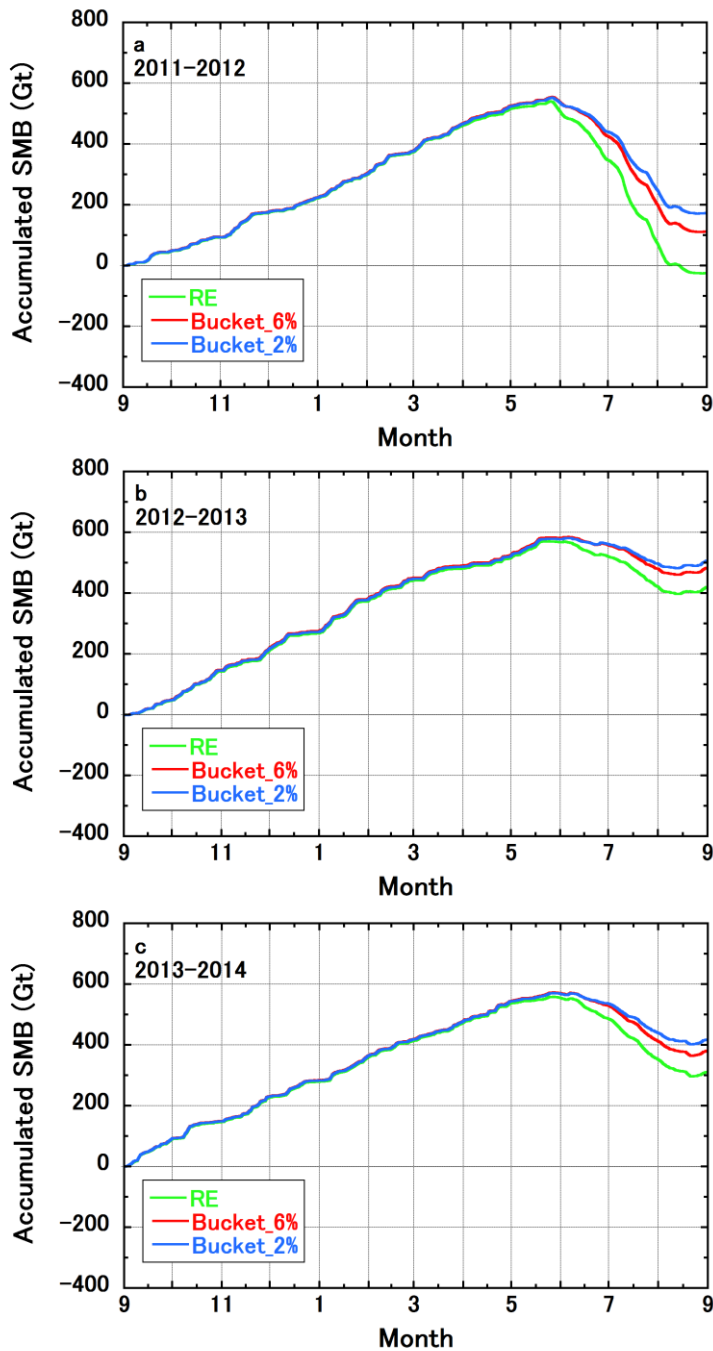 800
a
2011−2012
600
400
200
0
−200
−400
Accumulated SMB (Gt)
RE
Bucket_6%
Bucket_2%
9 11 1 3 5 7 9
Month
800
b
2012−2013
600
400
200
0
−200
−400
Accumulated SMB (Gt)
RE
Bucket_6%
Bucket_2%
9 11 1 3 5 7 9
Month
800
c
2013−2014
600
400
200
0
−200
−400
Accumulated SMB (Gt)
RE
Bucket_6%
Bucket_2%
9 11 1 3 5 7 9
Month